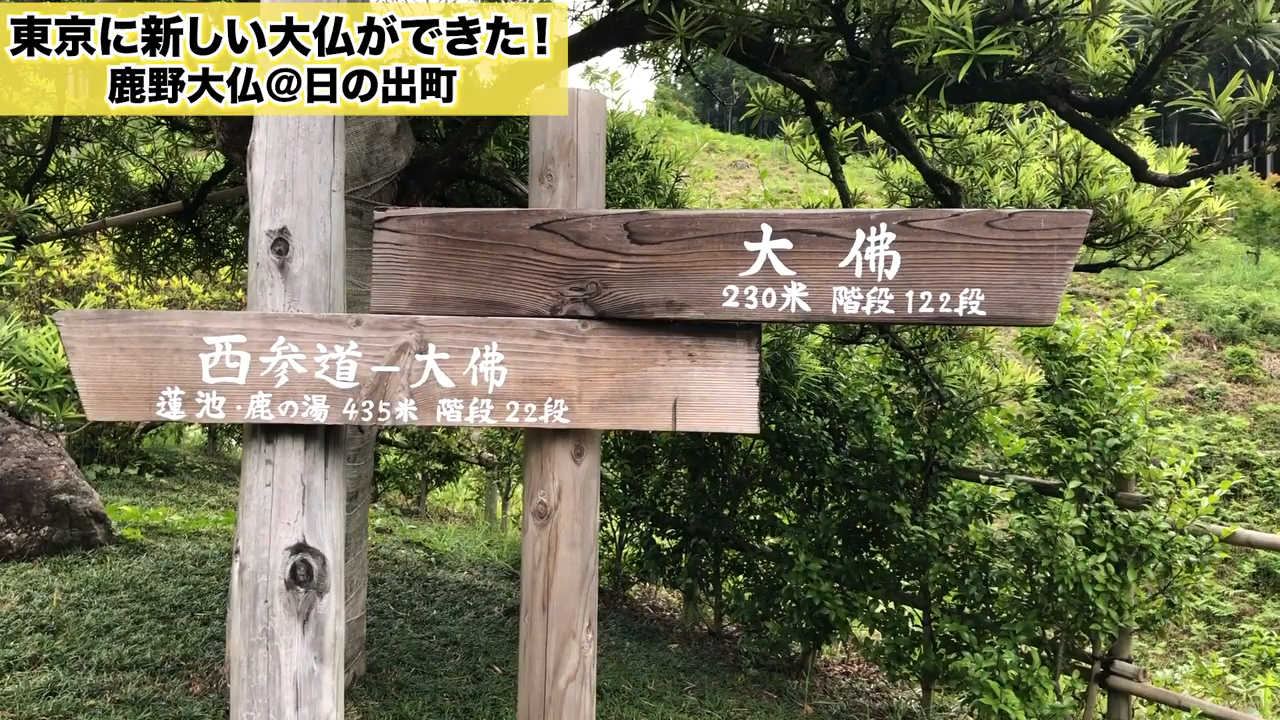 東京に新しい大仏ができた！
鹿野大仏@日の出町
大佛
230米 階段122段
西参道－大佛
蓮池・鹿の湯 435米 階段22段